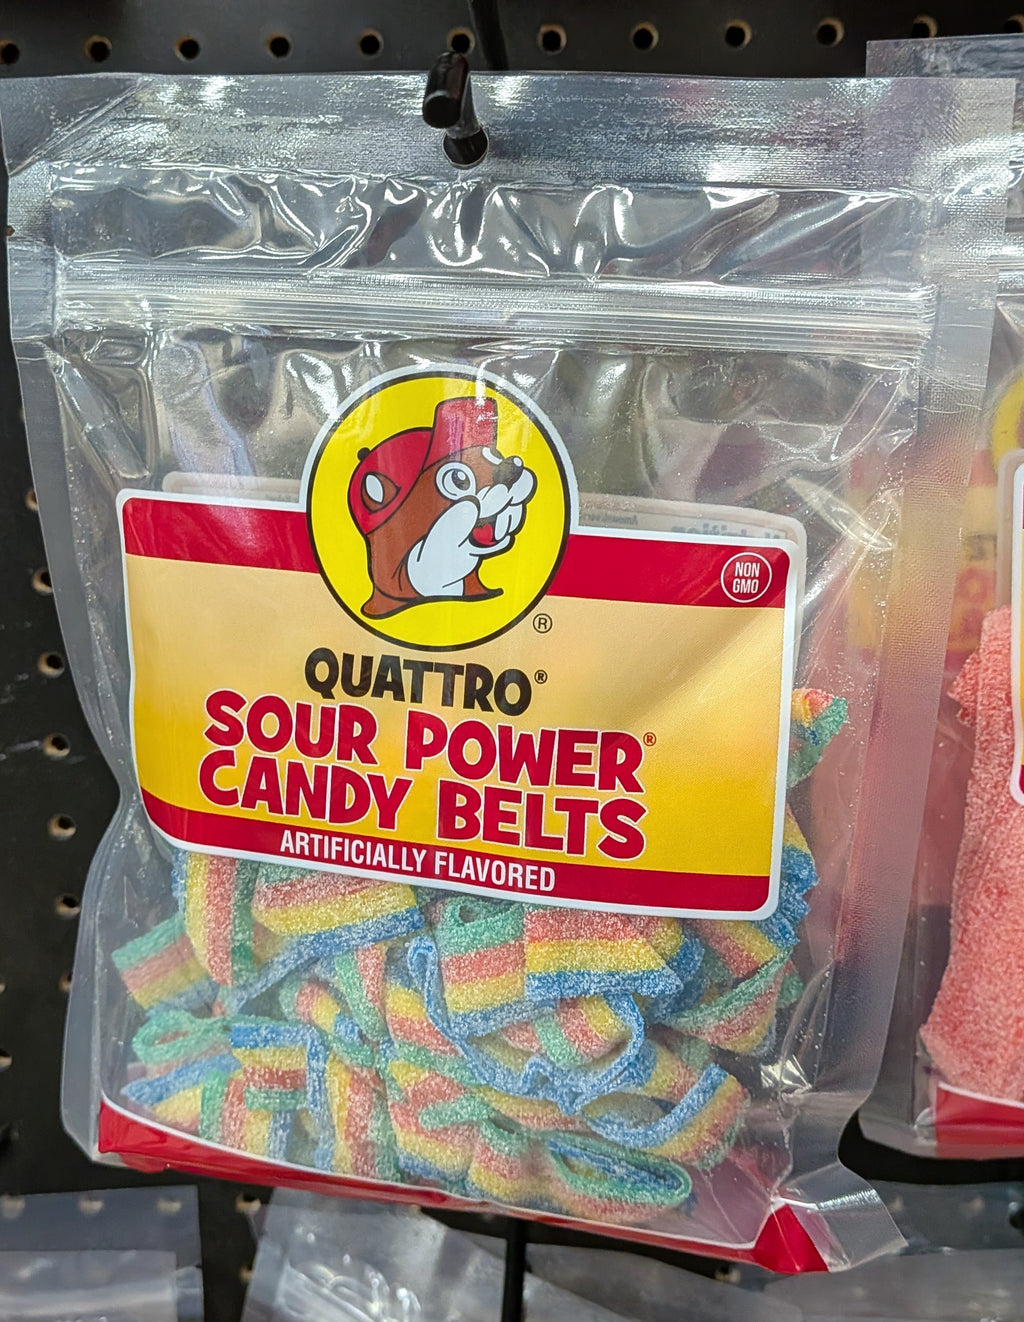 NON
GMO
®
QUATTRO®
SOUR POWER®
CANDY BELTS
ARTIFICIALLY FLAVORED